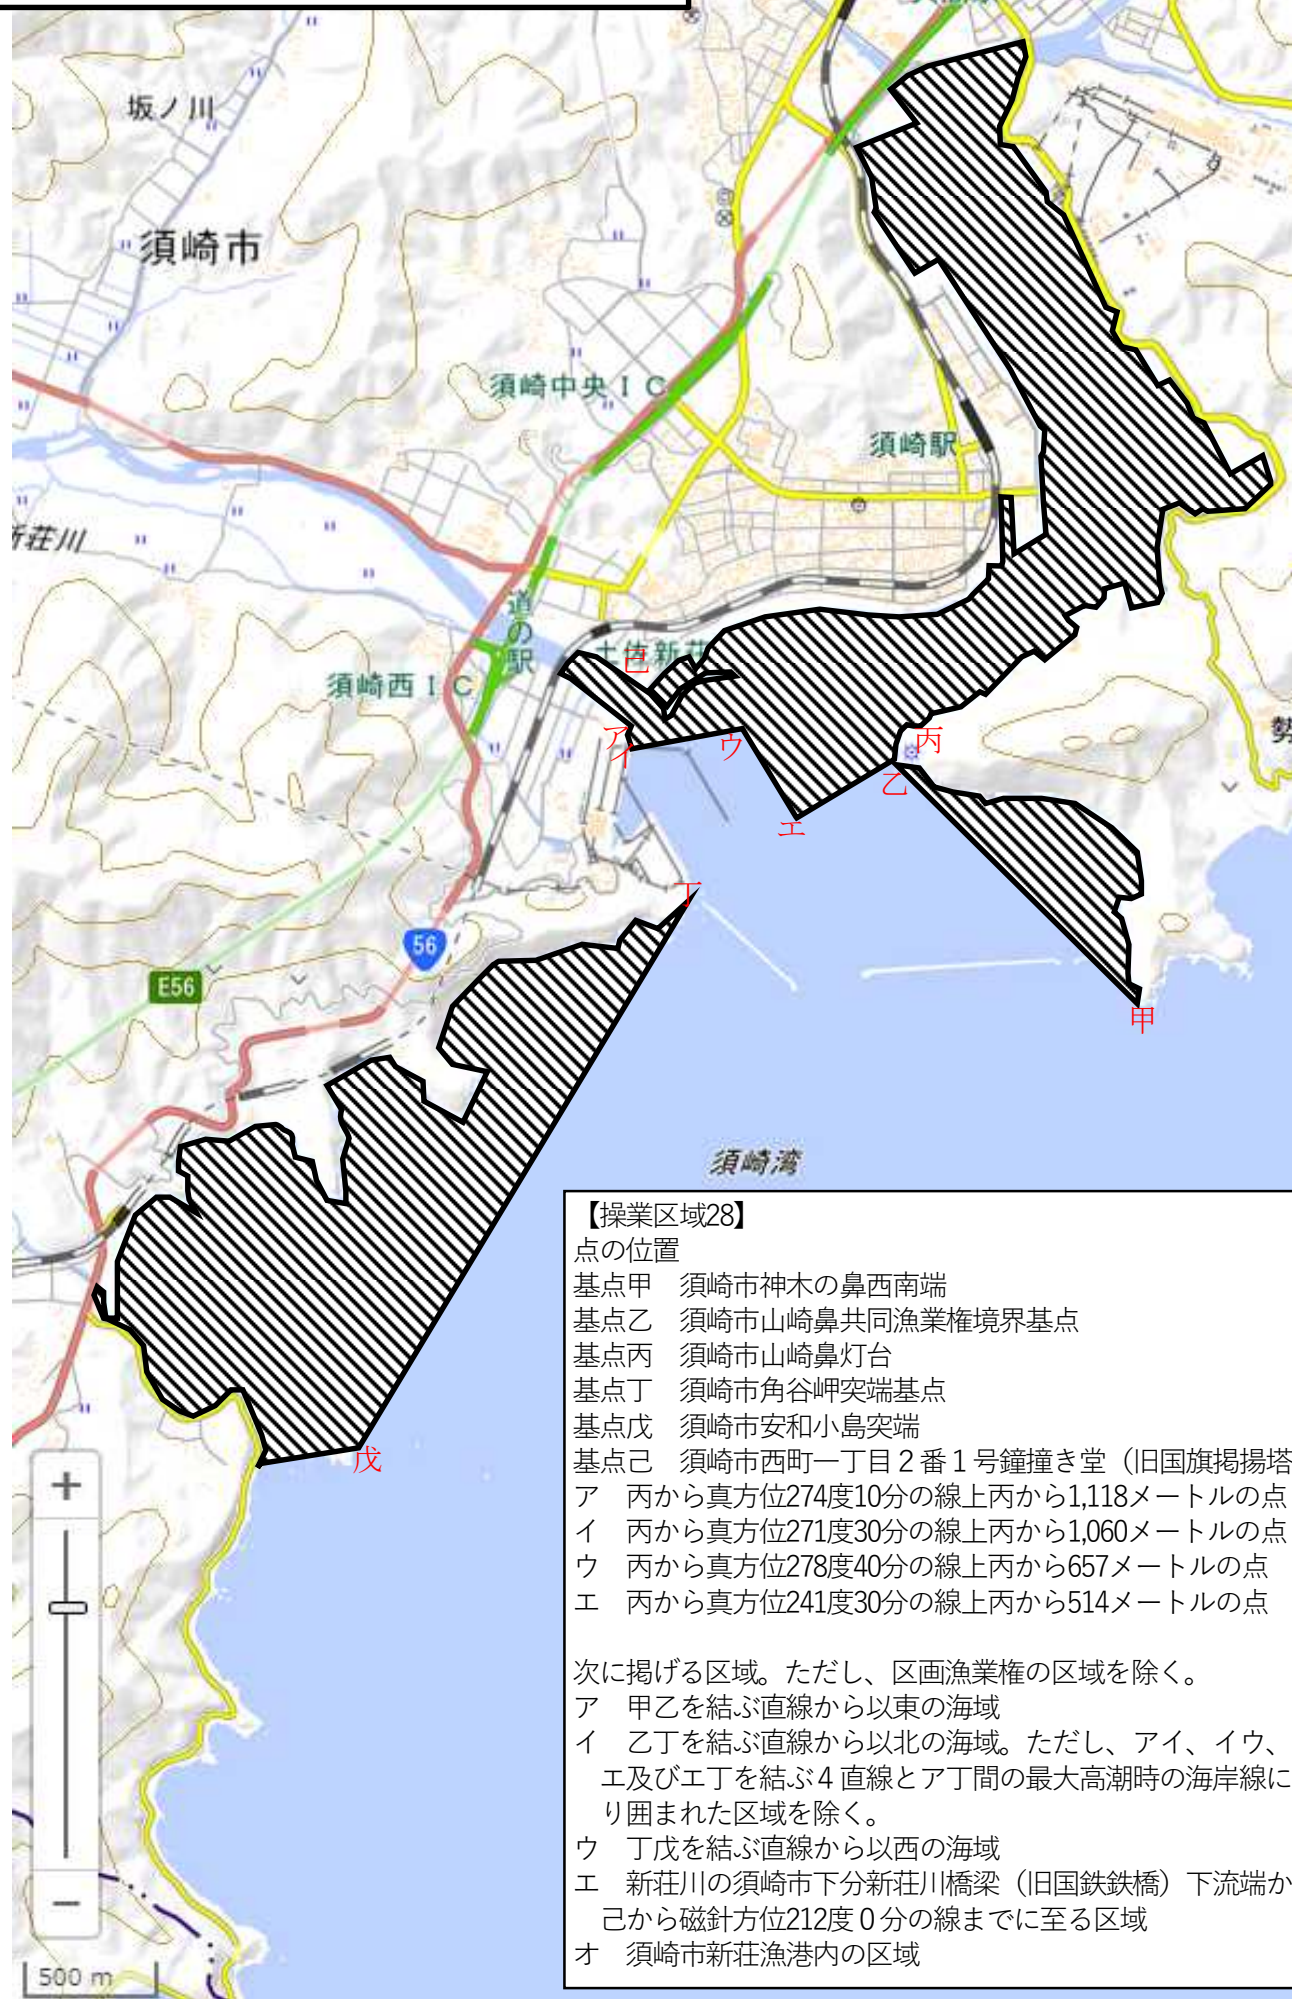 坂ノ川
須崎市
須崎中央ＩＣ
須崎駅
新荘川
道の駅
土佐新荘
己
須崎西ＩＣ
ア
イ
ウ
丙
乙
エ
勢
丁
56
E56
甲
須崎湾
戊
【操業区域28】
点の位置
基点甲　須崎市神木の鼻西南端
基点乙　須崎市山崎鼻共同漁業権境界基点
基点丙　須崎市山崎鼻灯台
基点丁　須崎市角谷岬突端基点
基点戊　須崎市安和小島突端
基点己　須崎市西町一丁目２番１号鐘撞き堂（旧国旗掲揚塔
ア　丙から真方位274度10分の線上丙から1,118メートルの点
イ　丙から真方位271度30分の線上丙から1,060メートルの点
ウ　丙から真方位278度40分の線上丙から657メートルの点
エ　丙から真方位241度30分の線上丙から514メートルの点
次に掲げる区域。ただし、区画漁業権の区域を除く。
ア　甲乙を結ぶ直線から以東の海域
イ　乙丁を結ぶ直線から以北の海域。ただし、アイ、イウ、
エ及びエ丁を結ぶ４直線とア丁間の最大高潮時の海岸線に
り囲まれた区域を除く。
ウ　丁戊を結ぶ直線から以西の海域
エ　新荘川の須崎市下分新荘川橋梁（旧国鉄鉄橋）下流端か
己から磁針方位212度０分の線までに至る区域
オ　須崎市新荘漁港内の区域
+
−
500 m